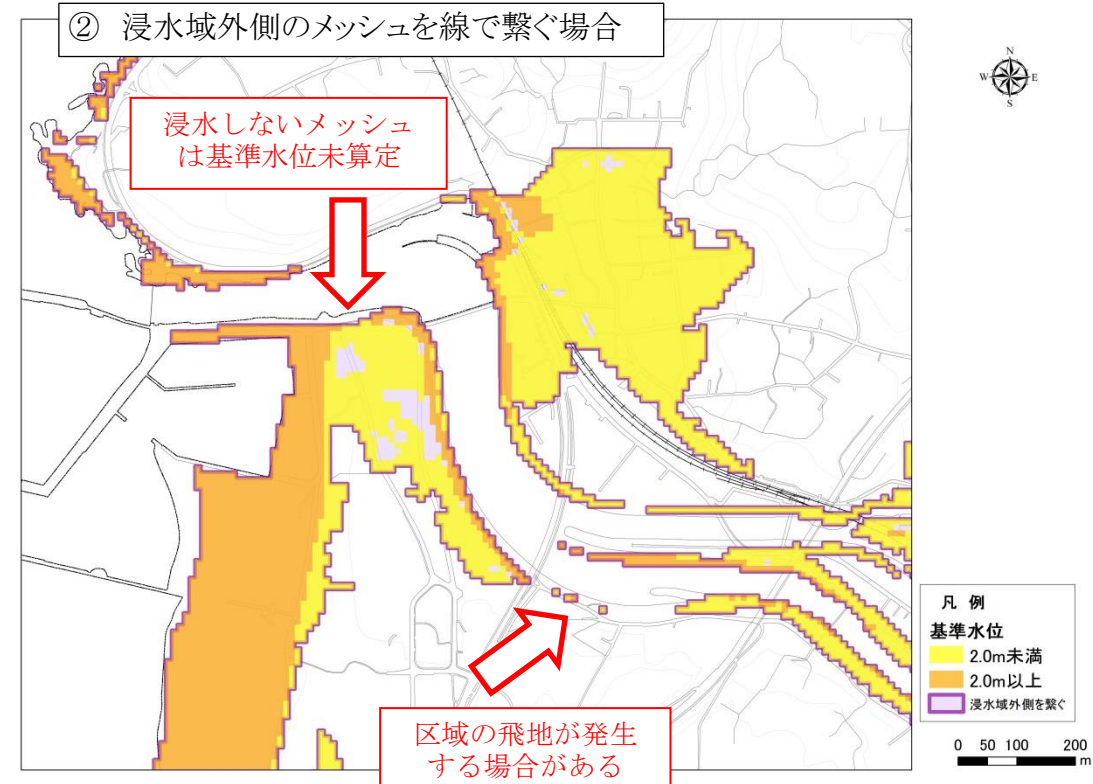 ② 浸水域外側のメッシュを線で繋ぐ場合
浸水しないメッシュ
は基準水位未算定
N
W E
S
区域の飛地が発生
する場合がある
凡 例
基準水位
2.0m未満
2.0m以上
浸水域外側を繋ぐ
0 50 100 200
m